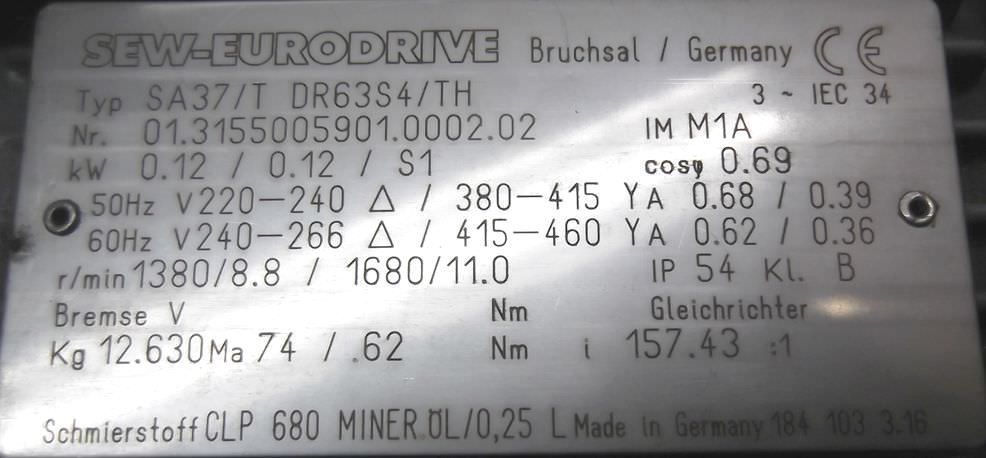 SEW-EURODRIVE Bruchsal / Germany CE
Typ SA37/T DR63S4/TH 3 ~ IEC 34
Nr. 01.3155005901.0002.02 IM M1A
kW 0.12 / 0.12 / S1 cosφ 0.69
50Hz V220-240 Δ / 380-415 Y A 0.68 / 0.39
60Hz V240-266 Δ / 415-460 Y A 0.62 / 0.36
r/min 1380/8.8 / 1680/11.0 IP 54 Kl. B
Bremse V Nm Gleichrichter
Kg 12.630 Ma 74 / .62 Nm i 157.43 :1
Schmierstoff CLP 680 MINER.ÖL/0,25 L Made in Germany 184 103 3.16